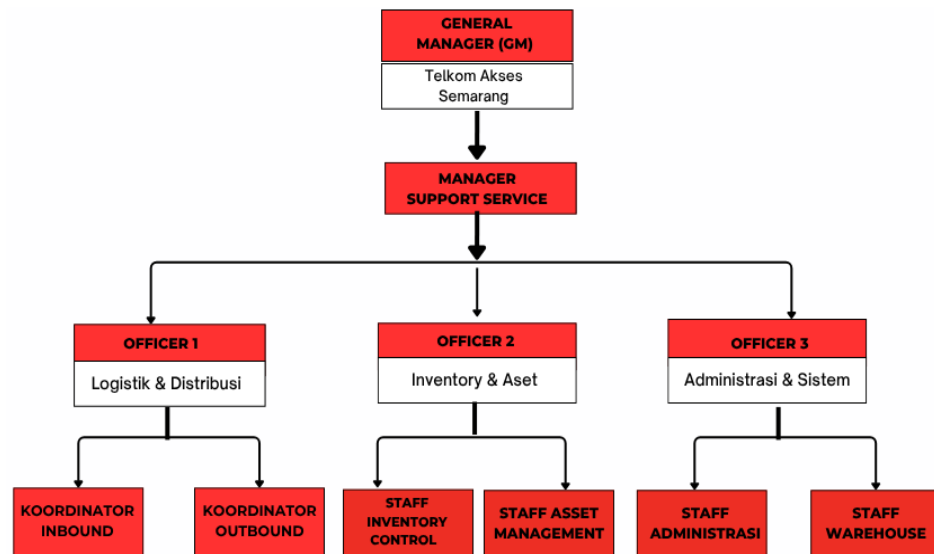 GENERAL
MANAGER (GM)
Telkom Akses
Semarang
MANAGER
SUPPORT SERVICE
OFFICER 1
Logistik & Distribusi
OFFICER 2
Inventory & Aset
OFFICER 3
Administrasi & Sistem
KOORDINATOR
INBOUND
KOORDINATOR
OUTBOUND
STAFF
INVENTORY
CONTROL
STAFF ASSET
MANAGEMENT
STAFF
ADMINISTRASI
STAFF
WAREHOUSE